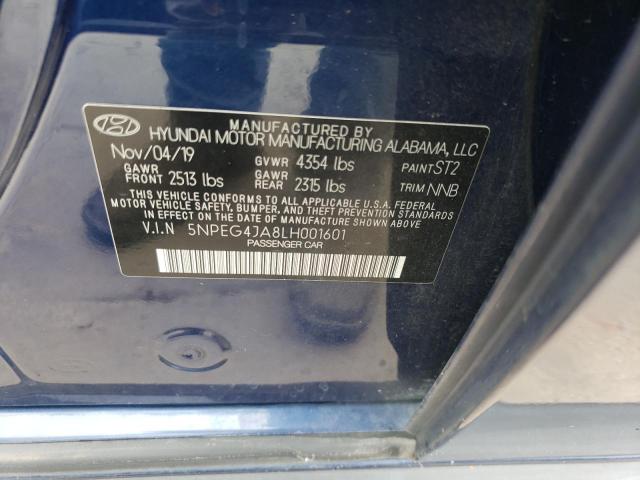 MANUFACTURED BY
HYUNDAI MOTOR MANUFACTURING ALABAMA, LLC
Nov/04/19 GVWR 4354 lbs PAINT ST2
GAWR FRONT 2513 lbs GAWR REAR 2315 lbs TRIM NNB
THIS VEHICLE CONFORMS TO ALL APPLICABLE U.S.A. FEDERAL
MOTOR VEHICLE SAFETY, BUMPER, AND THEFT PREVENTION STANDARDS
IN EFFECT ON THE DATE OF MANUFACTURE SHOWN ABOVE.
V.I.N 5NPEG4JA8LH001601
PASSENGER CAR